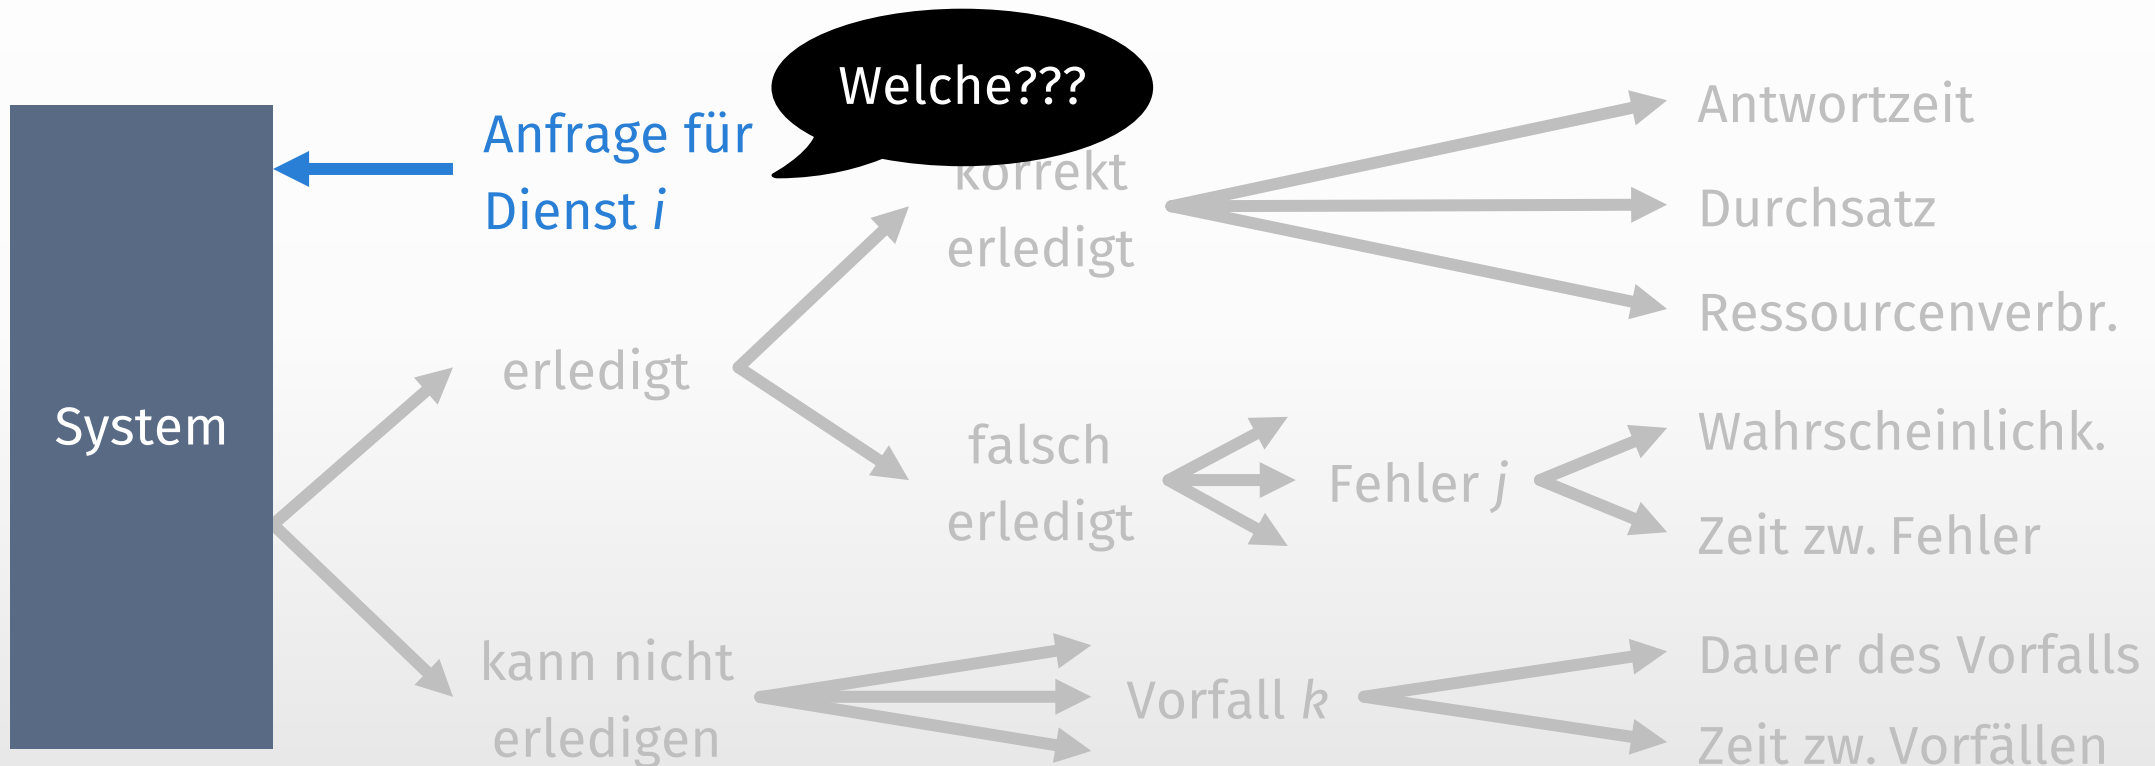 Welche???
Anfrage für
Dienst i
System
erledigt
korrekt
erledigt
Antwortzeit
Durchsatz
Ressourcenverbr.
falsch
erledigt
Fehler j
Wahrscheinlichk.
Zeit zw. Fehler
kann nicht
erledigen
Vorfall k
Dauer des Vorfalls
Zeit zw. Vorfällen